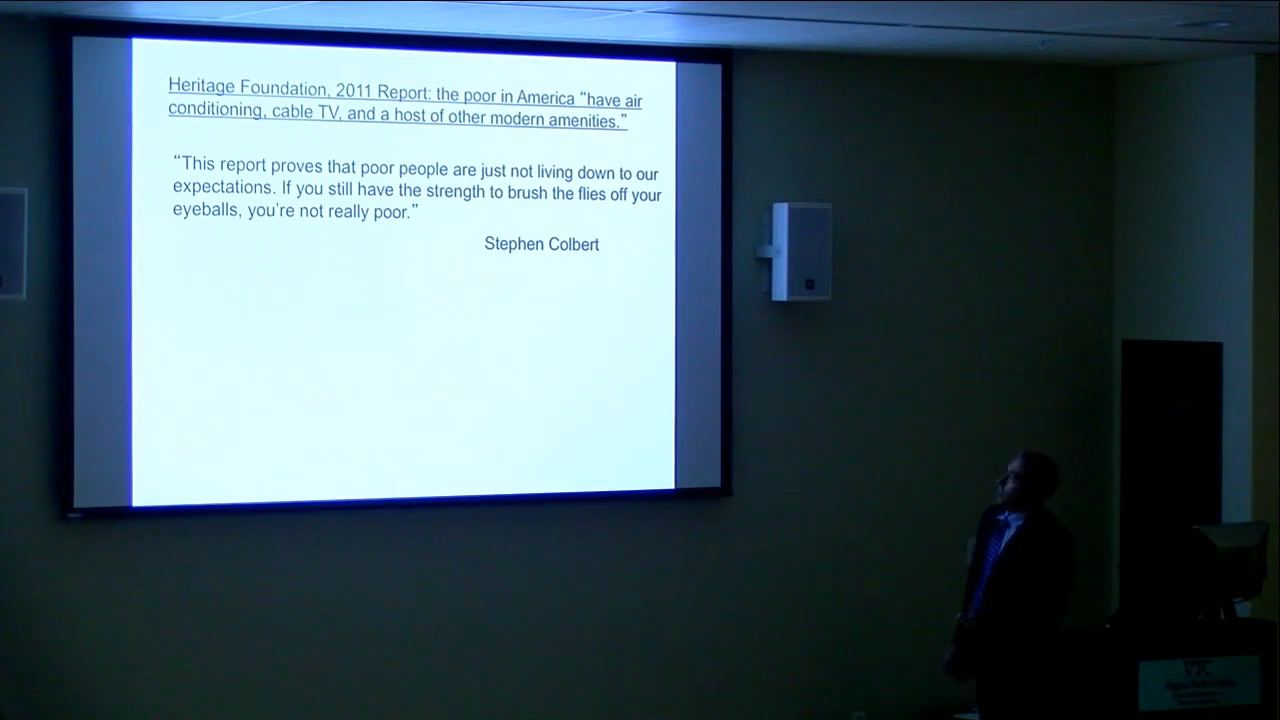 Heritage Foundation, 2011 Report: the poor in America “have air
conditioning, cable TV, and a host of other modern amenities.”
“This report proves that poor people are just not living down to our
expectations. If you still have the strength to brush the flies off your
eyeballs, you’re not really poor.”
Stephen Colbert